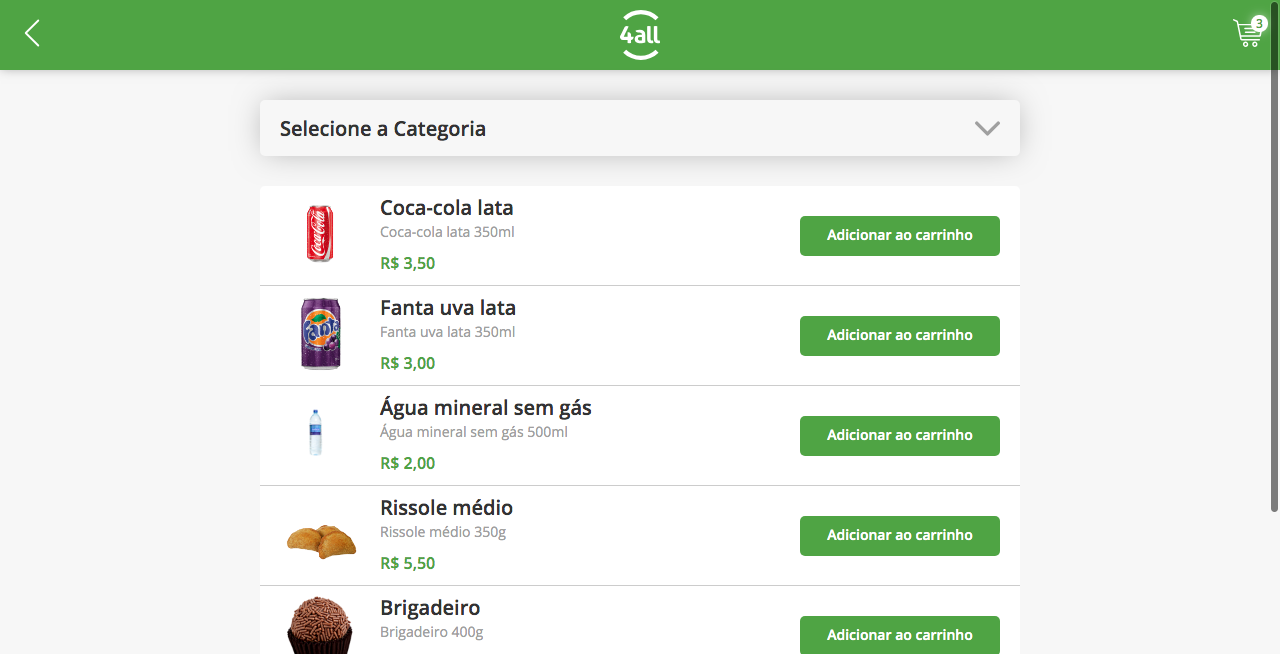 4all
3
Selecione a Categoria
Coca-Cola
Coca-cola lata
Coca-cola lata 350ml
R$ 3,50
Adicionar ao carrinho
Fanta
Fanta uva lata
Fanta uva lata 350ml
R$ 3,00
Adicionar ao carrinho
Água mineral sem gás
Água mineral sem gás 500ml
R$ 2,00
Adicionar ao carrinho
Rissole médio
Rissole médio 350g
R$ 5,50
Adicionar ao carrinho
Brigadeiro
Brigadeiro 400g
Adicionar ao carrinho